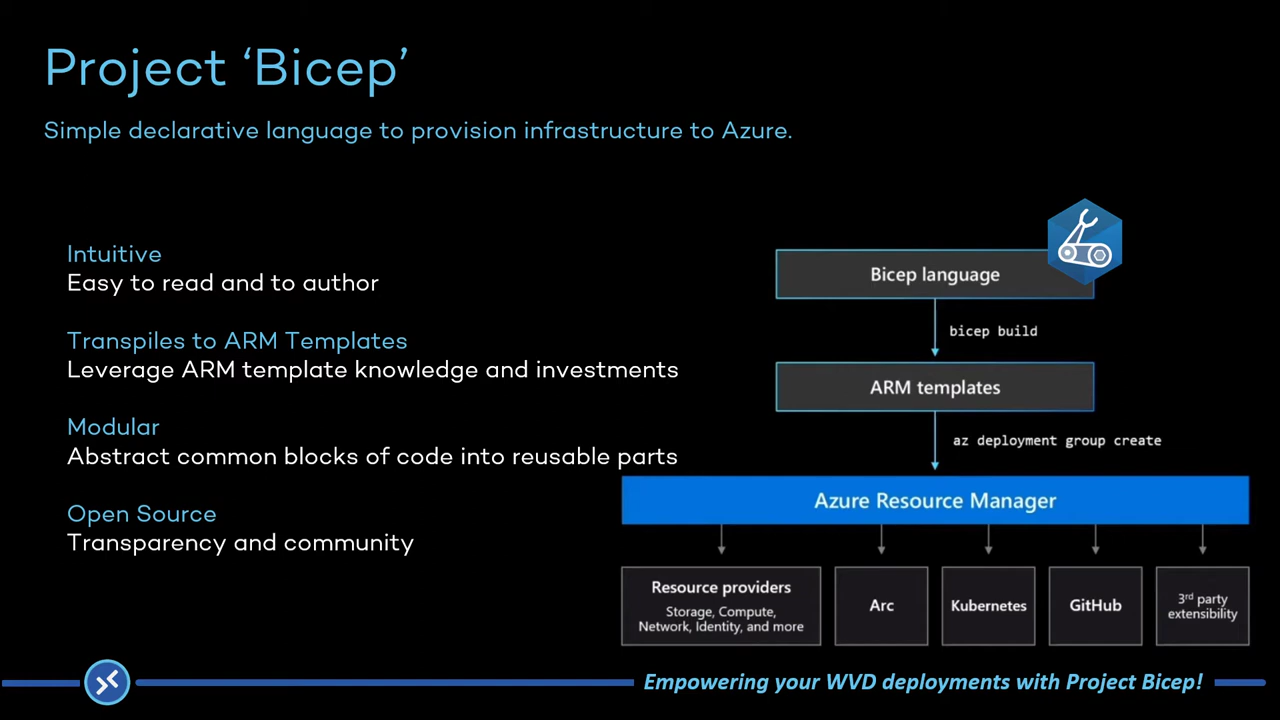 Project ‘Bicep’
Simple declarative language to provision infrastructure to Azure.
Intuitive
Easy to read and to author
Transpiles to ARM Templates
Leverage ARM template knowledge and investments
Modular
Abstract common blocks of code into reusable parts
Open Source
Transparency and community
Bicep language
bicep build
ARM templates
az deployment group create
Azure Resource Manager
Resource providers
Storage, Compute,
Network, Identity, and more
Arc
Kubernetes
GitHub
3rd party
extensibility
Empowering your WVD deployments with Project Bicep!